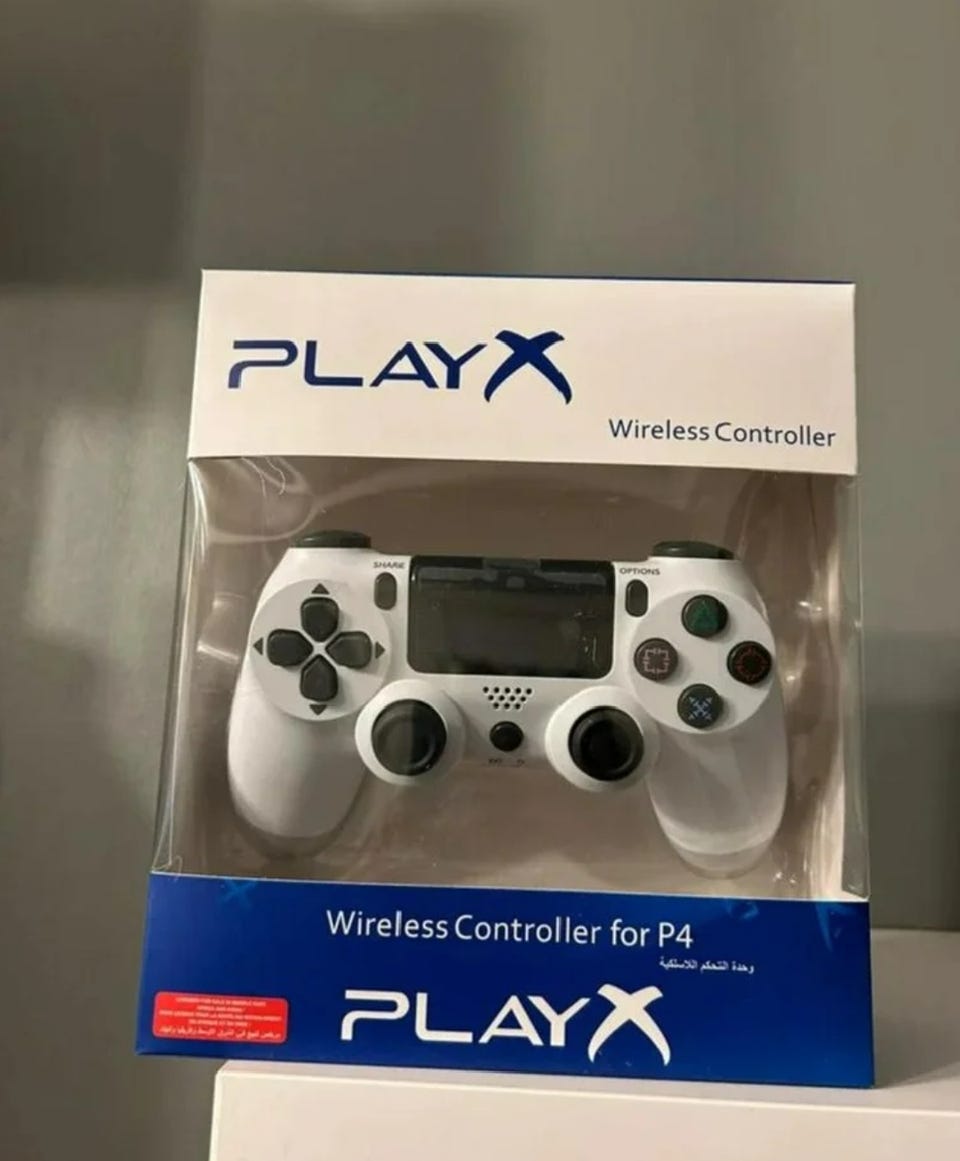 PLAYX
Wireless Controller
SHARE
OPTIONS
Wireless Controller for P4
وحدة التحكم اللاسلكية
PLAYX